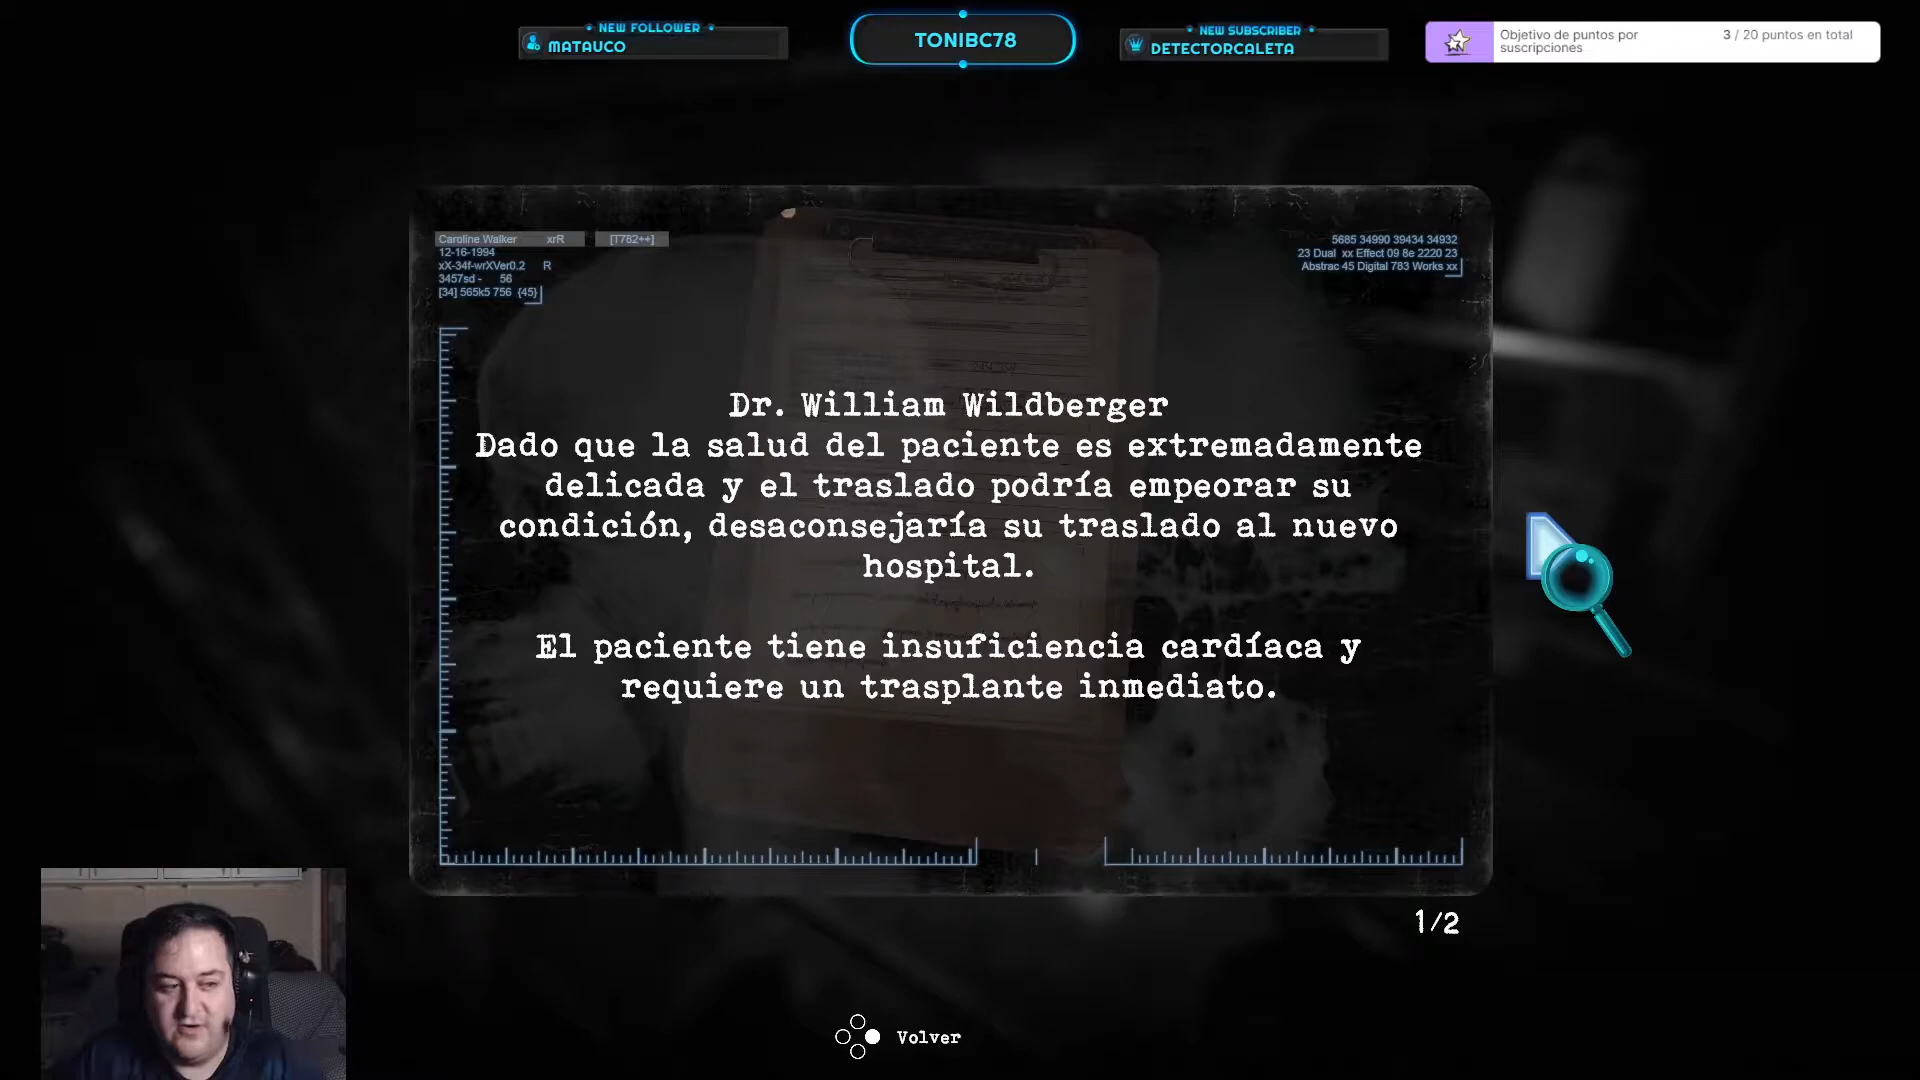 NEW FOLLOWER
MATAUCO
TONIBC78
NEW SUBSCRIBER
DETECTORCALETA
Objetivo de puntos por suscripciones
3 / 20 puntos en total
Caroline Walker xrR [T782++]
12-16-1994
xX-34f-wrXVer0.2 R
3457sd - 56
[34] 565k5 756 {45}
5685 34990 39434 34932
23 Dual xx Effect 09 8e 2220 23
Abstrac 45 Digital 783 Works xx
Dr. William Wildberger
Dado que la salud del paciente es extremadamente
delicada y el traslado podría empeorar su
condición, desaconsejaría su traslado al nuevo
hospital.
El paciente tiene insuficiencia cardíaca y
requiere un trasplante inmediato.
1/2
Volver